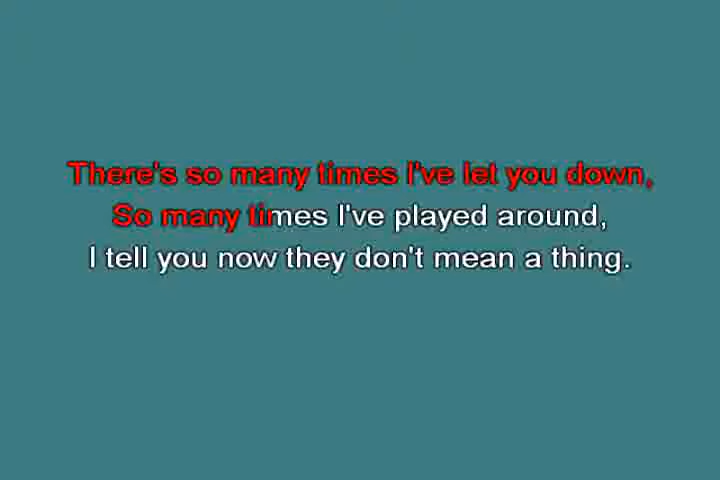 There's so many times I've let you down,
So many times I've played around,
I tell you now they don't mean a thing.